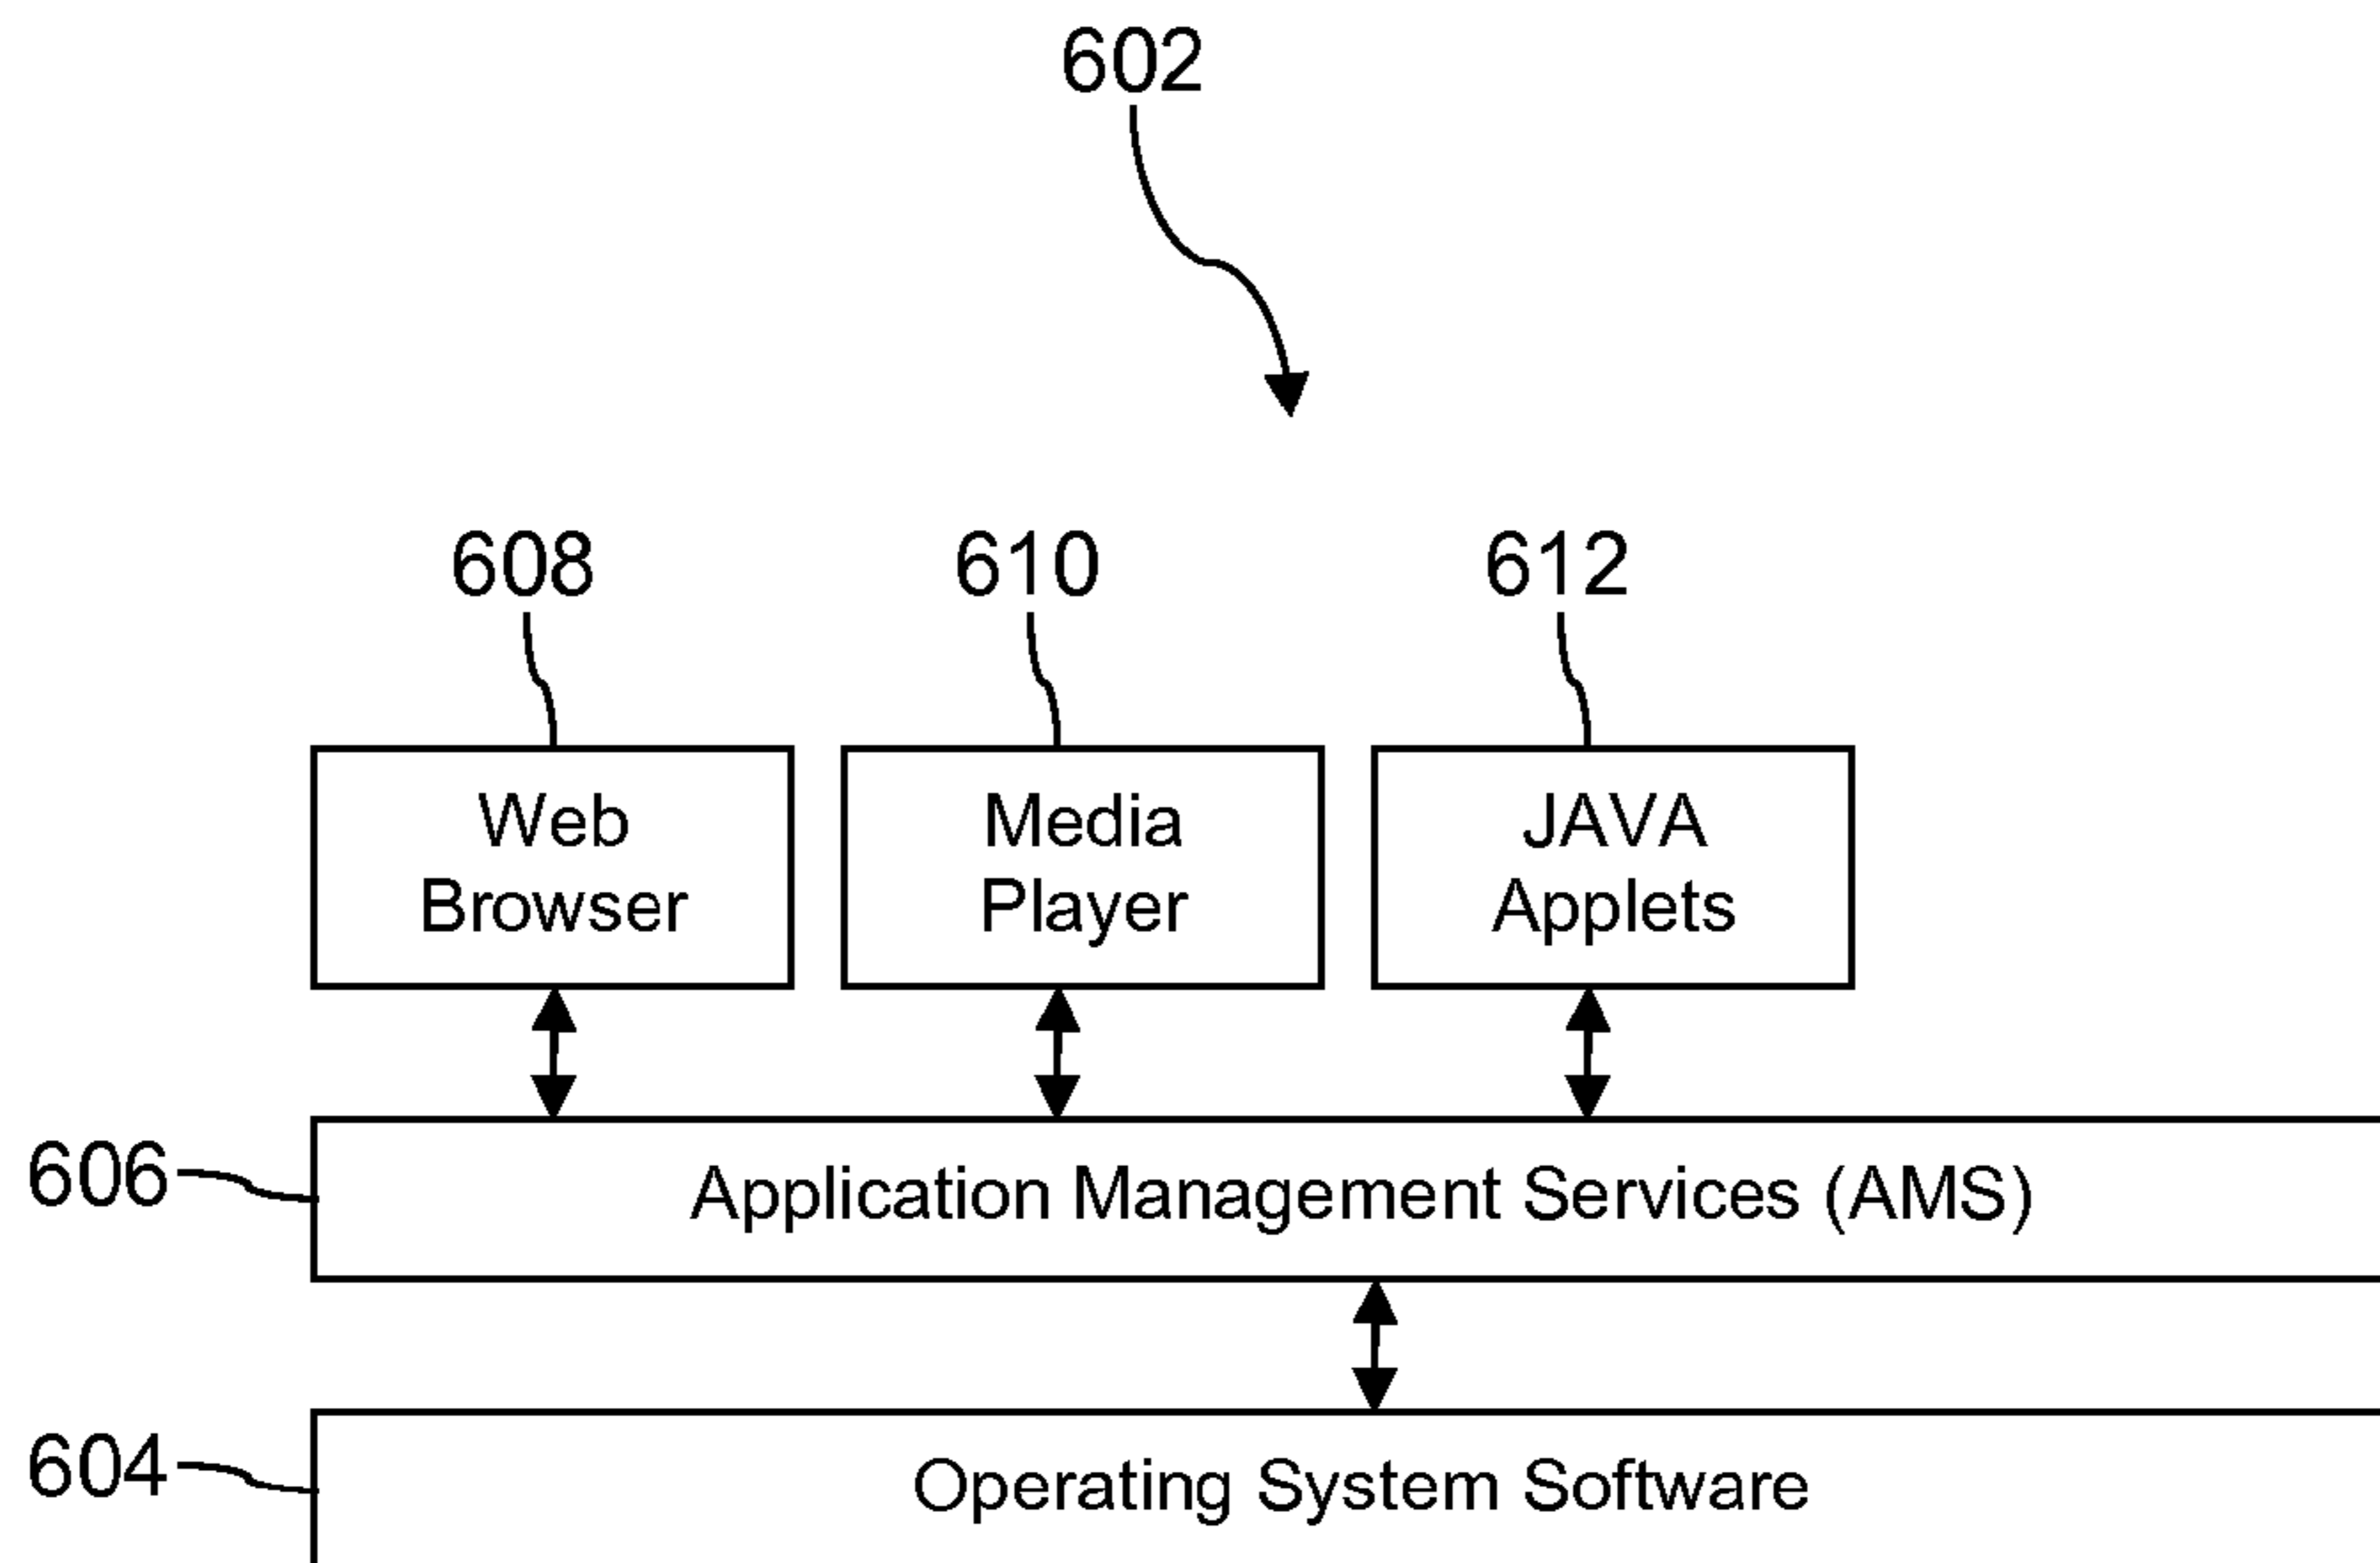 602
608
610
612
Web
Browser
Media
Player
JAVA
Applets
606
Application Management Services (AMS)
604
Operating System Software